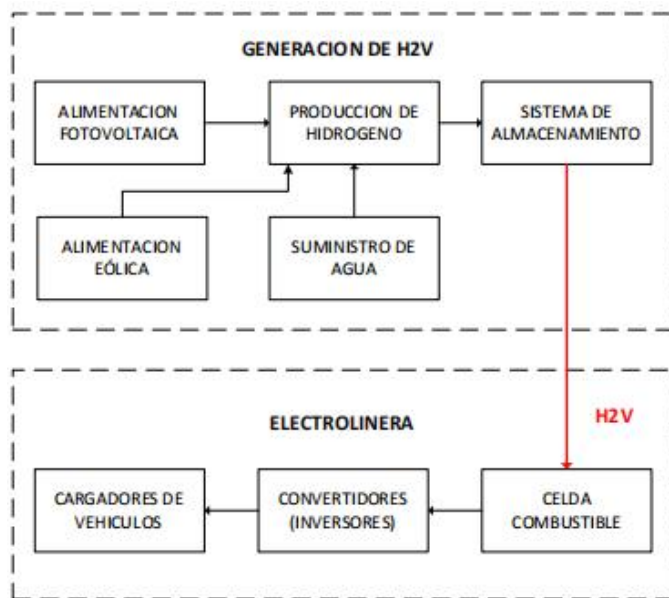 GENERACION DE H2V
ALIMENTACION
FOTOVOLTAICA
PRODUCCION DE
HIDROGENO
SISTEMA DE
ALMACENAMIENTO
ALIMENTACION
EÓLICA
SUMINISTRO DE
AGUA
H2V
ELECTROLINERA
CARGADORES DE
VEHICULOS
CONVERTIDORES
(INVERSORES)
CELDA
COMBUSTIBLE